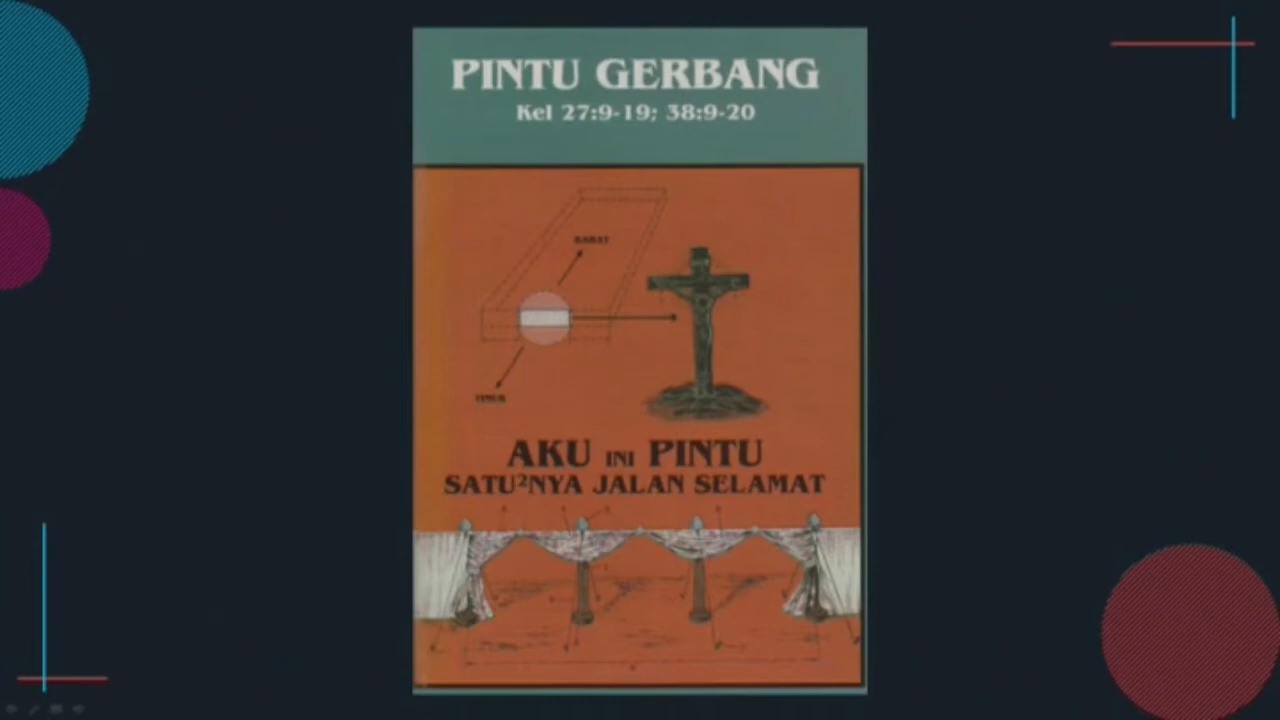 PINTU GERBANG
Kel 27:9-19; 38:9-20
BARAT
TIMUR
AKU INI PINTU
SATU²NYA JALAN SELAMAT